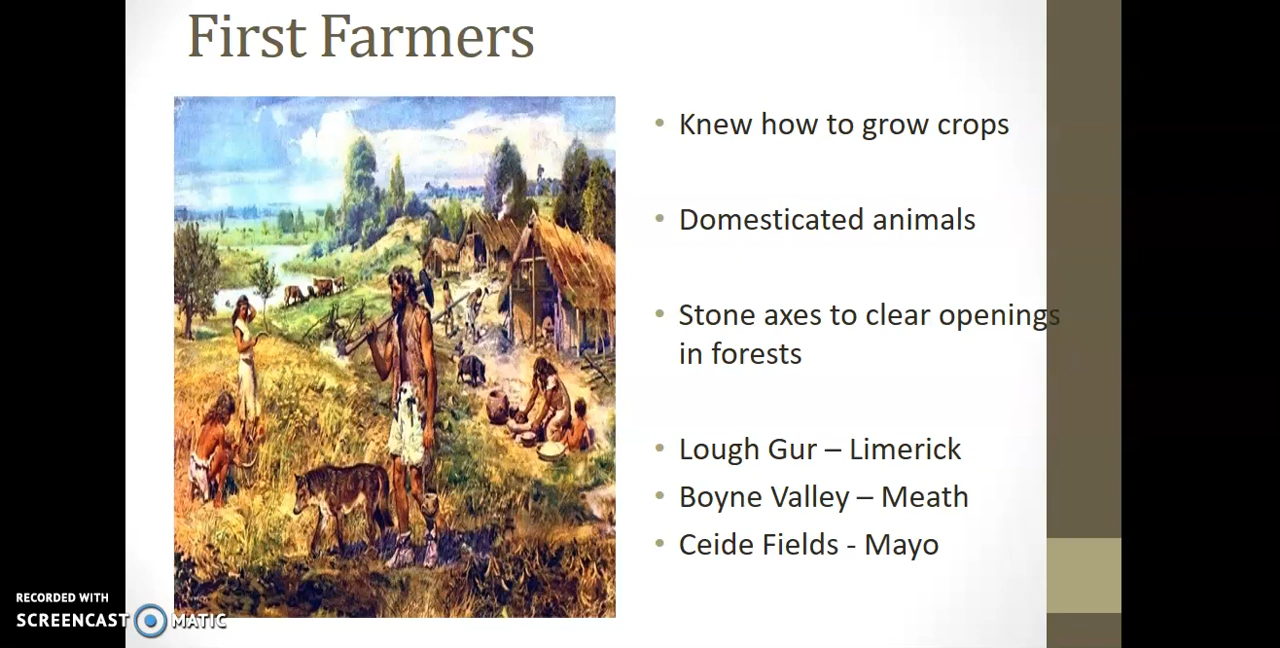 First Farmers
• Knew how to grow crops
• Domesticated animals
• Stone axes to clear openings
in forests
• Lough Gur – Limerick
• Boyne Valley – Meath
• Ceide Fields - Mayo
RECORDED WITH
SCREENCAST MATIC